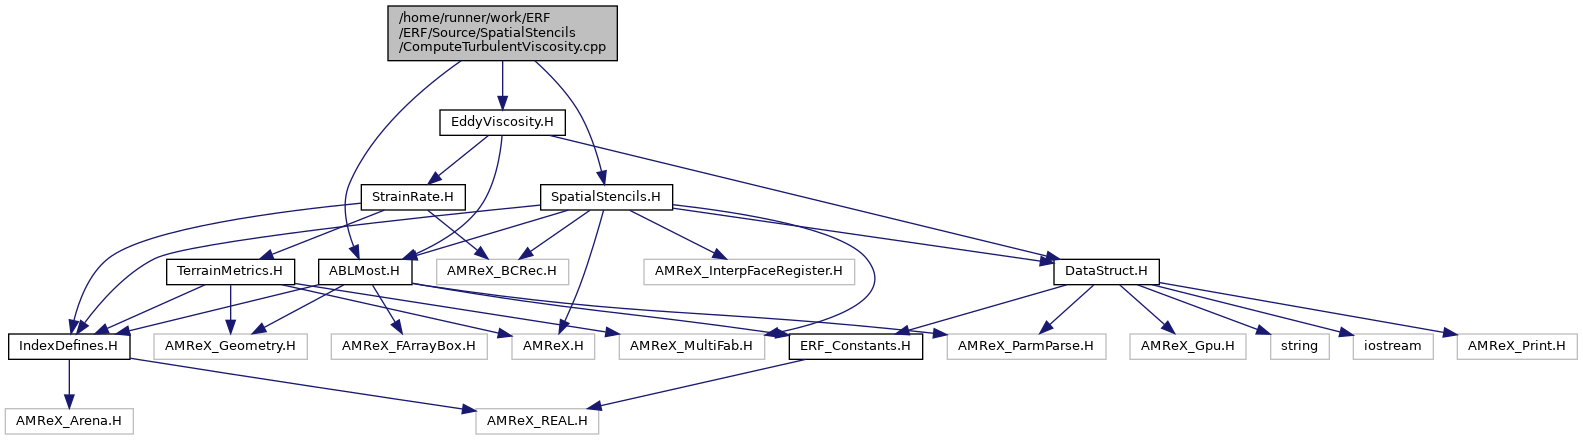 /home/runner/work/ERF
/ERF/Source/SpatialStencils
/ComputeTurbulentViscosity.cpp
EddyViscosity.H
StrainRate.H
SpatialStencils.H
TerrainMetrics.H
ABLMost.H
AMReX_BCRec.H
AMReX_InterpFaceRegister.H
DataStruct.H
IndexDefines.H
AMReX_Geometry.H
AMReX_FArrayBox.H
AMReX.H
AMReX_MultiFab.H
ERF_Constants.H
AMReX_ParmParse.H
AMReX_Gpu.H
string
iostream
AMReX_Print.H
AMReX_Arena.H
AMReX_REAL.H